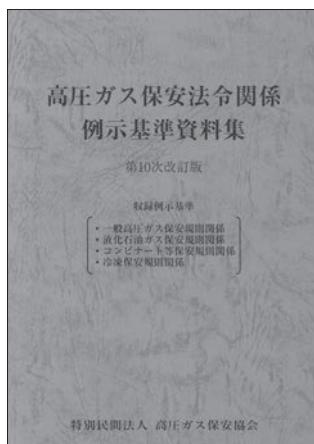 高圧ガス保安法令関係
例示基準資料集
第10次改訂版
収録例示基準
・一般高圧ガス保安規則関係
・液化石油ガス保安規則関係
・コンビナート等保安規則関係
・冷凍保安規則関係
特別民間法人 高圧ガス保安協会